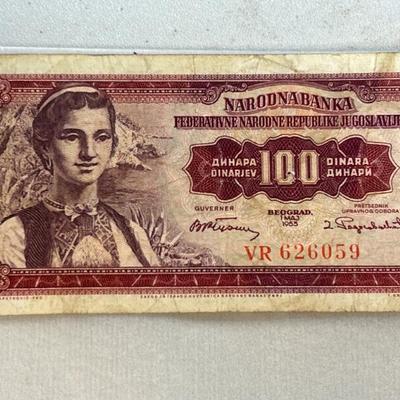 NARODNA BANKA
FEDERATIVNE NARODNE REPUBLIKE JUGOSLAVIJE
ДИНАРА 100 DINARA
DINARJEV ДИНАРИ
GUVERNER BEOGRAD, PRETSEDNIK
1 MAJ UPRAVNOG ODBORA
1955
VR 626059